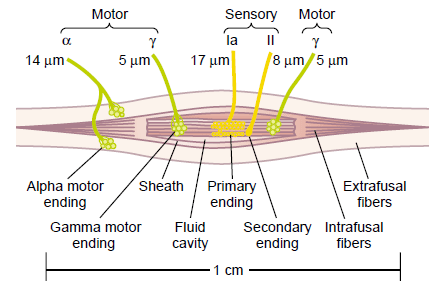 Motor Sensory Motor
α γ Ia II γ
14 μm 5 μm 17 μm 8 μm 5 μm
Alpha motor
ending
Sheath
Primary
ending
Extrafusal
fibers
Gamma motor
ending
Fluid
cavity
Secondary
ending
Intrafusal
fibers
1 cm